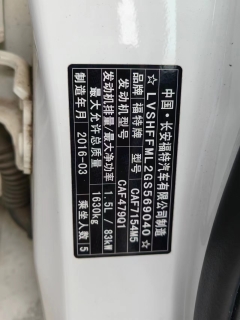 中国·长安福特汽车有限公司制造
☆LVSHFFML2GS569040☆
品牌：福特牌 型号 CAF7154M5
发动机型号 CAF479Q1
发动机排量/最大净功率 1.5L / 83kW
最大允许总质量 1630kg
制造年月 2016-03 乘坐人数 5